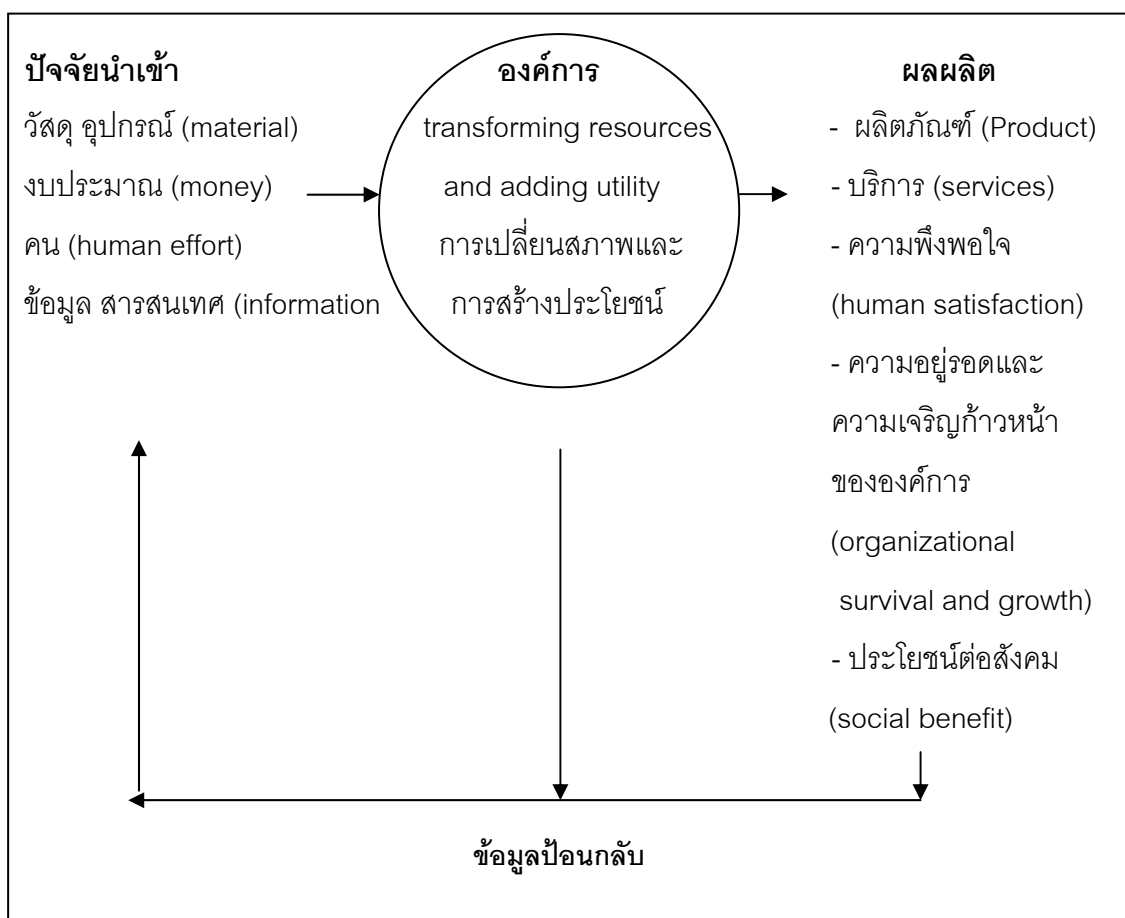 ปัจจัยนำเข้า
วัสดุ อุปกรณ์ (material)
งบประมาณ (money)
คน (human effort)
ข้อมูล สารสนเทศ (information
องค์การ
transforming resources
and adding utility
การเปลี่ยนสภาพและ
การสร้างประโยชน์
ผลผลิต
- ผลิตภัณฑ์ (Product)
- บริการ (services)
- ความพึงพอใจ
(human satisfaction)
- ความอยู่รอดและ
ความเจริญก้าวหน้า
ขององค์การ
(organizational
survival and growth)
- ประโยชน์ต่อสังคม
(social benefit)
ข้อมูลป้อนกลับ